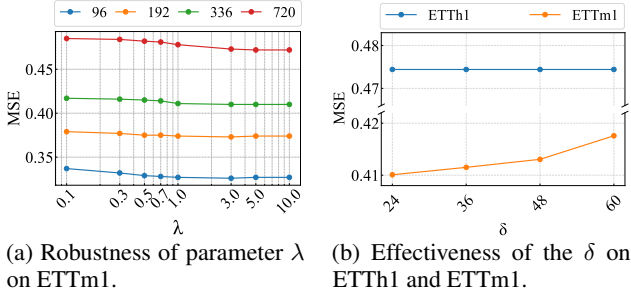 96 192 336 720
MSE
0.45
0.40
0.35
0.1 0.3 0.5 0.7 1.0 3.0 5.0 10.0
λ
(a) Robustness of parameter λ
on ETTm1.
ETTh1 ETTm1
MSE
0.48
0.47
0.42
0.41
24 36 48 60
δ
(b) Effectiveness of the δ on
ETTh1 and ETTm1.